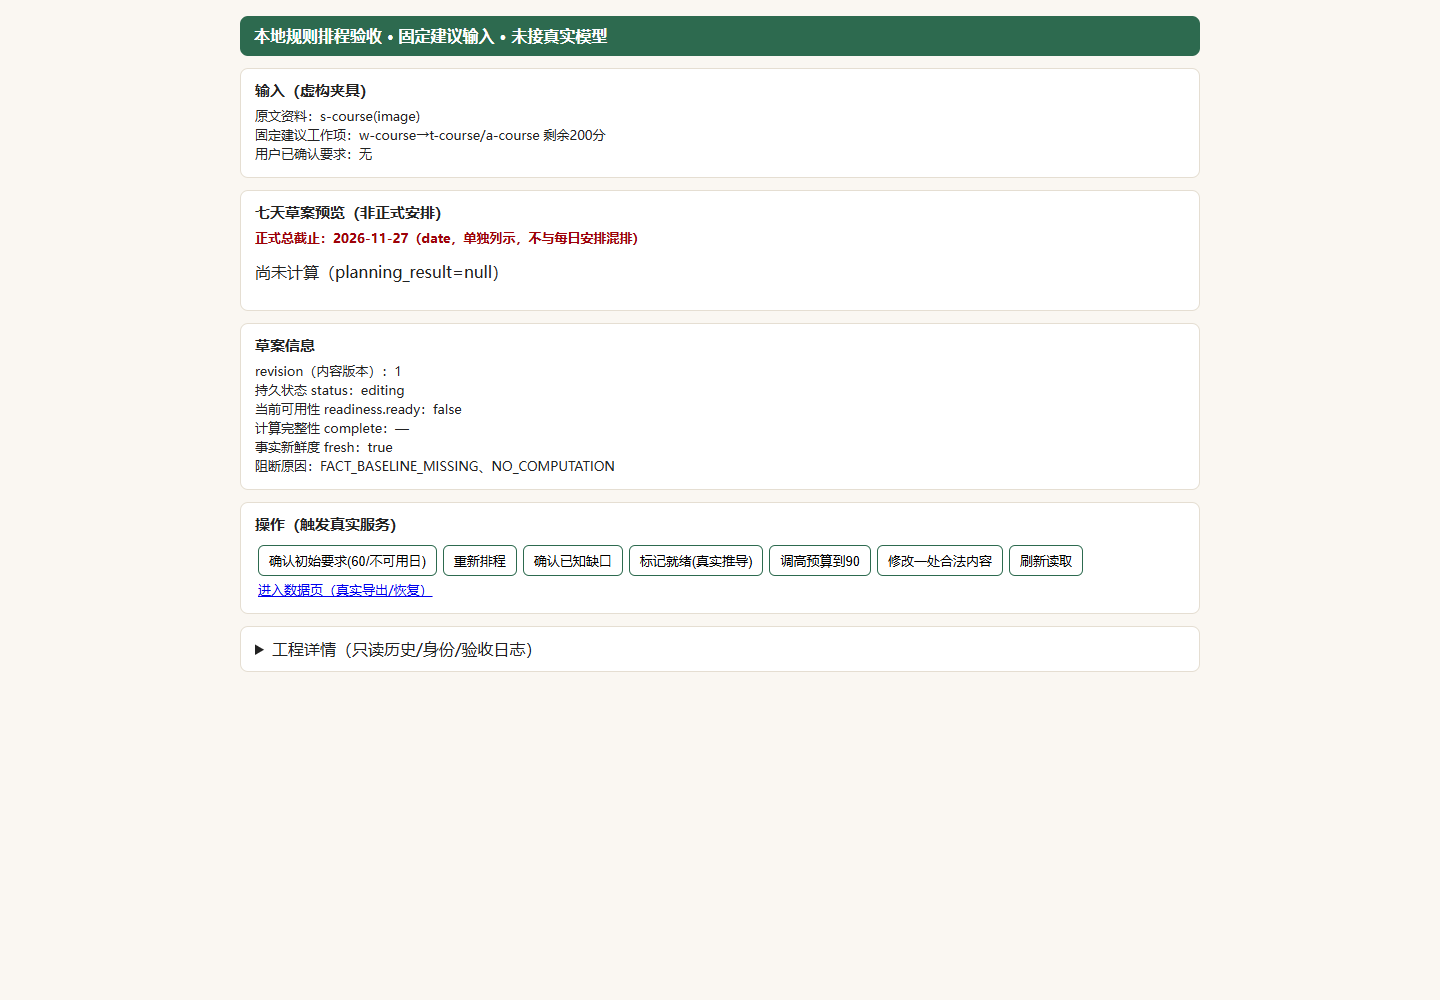 本地规则排程验收 • 固定建议输入 • 未接真实模型
输入（虚构夹具）
原文资料：s-course(image)
固定建议工作项：w-course→t-course/a-course 剩余200分
用户已确认要求：无
七天草案预览（非正式安排）
正式总截止：2026-11-27（date，单独列示，不与每日安排混排）
尚未计算（planning_result=null）
草案信息
revision（内容版本）：1
持久状态 status：editing
当前可用性 readiness.ready：false
计算完整性 complete：—
事实新鲜度 fresh：true
阻断原因：FACT_BASELINE_MISSING、NO_COMPUTATION
操作（触发真实服务）
确认初始要求(60/不可用日) 重新排程 确认已知缺口 标记就绪(真实推导) 调高预算到90 修改一处合法内容 刷新读取
进入数据页（真实导出/恢复）
▶ 工程详情（只读历史/身份/验收日志）